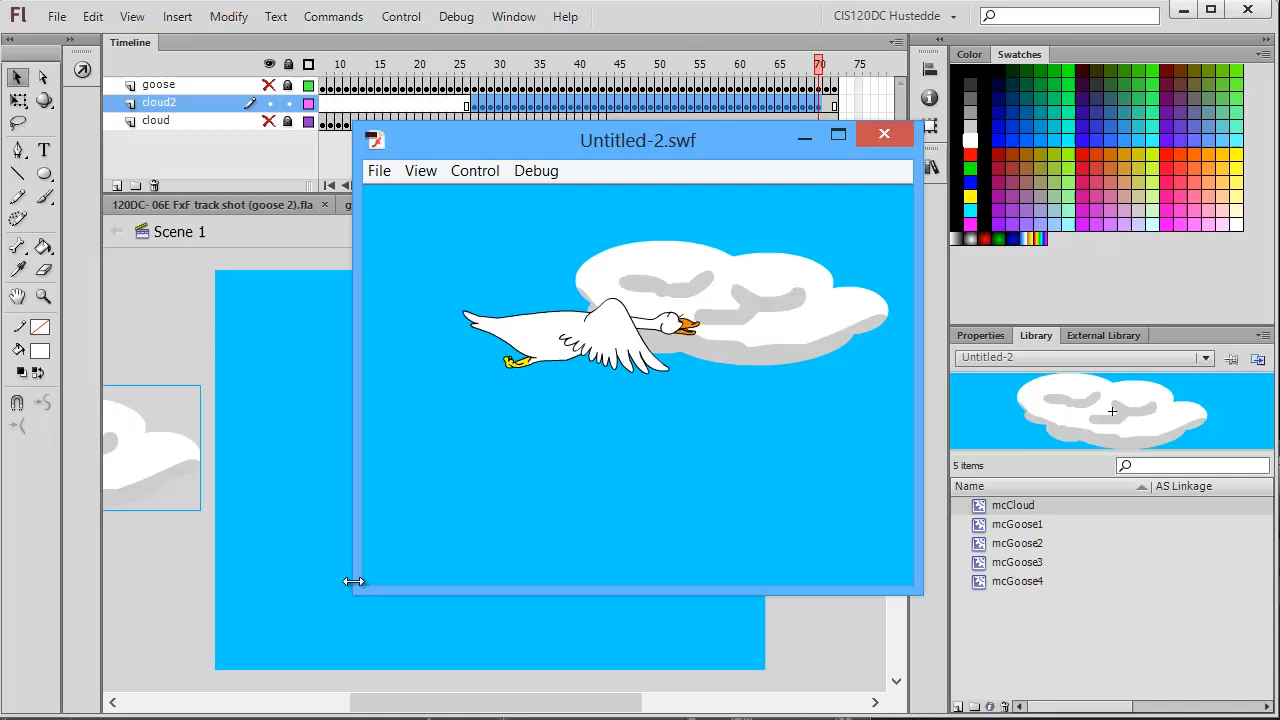 Fl File Edit View Insert Modify Text Commands Control Debug Window Help CIS120DC Hustedde
Timeline
10 15 20 25 30 35 40 45 50 55 60 65 70 75
goose
cloud2
cloud
Color Swatches
Untitled-2.swf
File View Control Debug
120DC- 06E FxF track shot (goose 2).fla × g
Scene 1
Properties Library External Library
Untitled-2
5 items
Name AS Linkage
mcCloud
mcGoose1
mcGoose2
mcGoose3
mcGoose4